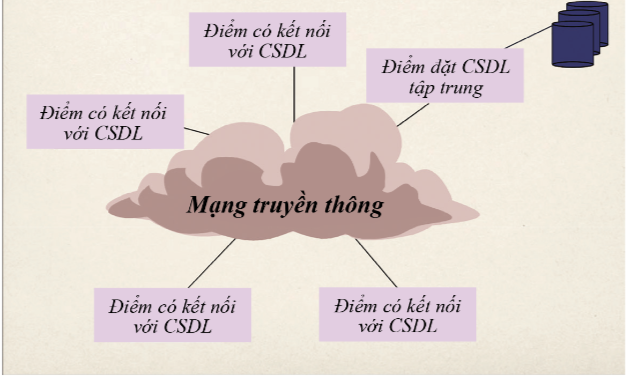 Điểm có kết nối
với CSDL
Điểm đặt CSDL
tập trung
Điểm có kết nối
với CSDL
Mạng truyền thông
Điểm có kết nối
với CSDL
Điểm có kết nối
với CSDL